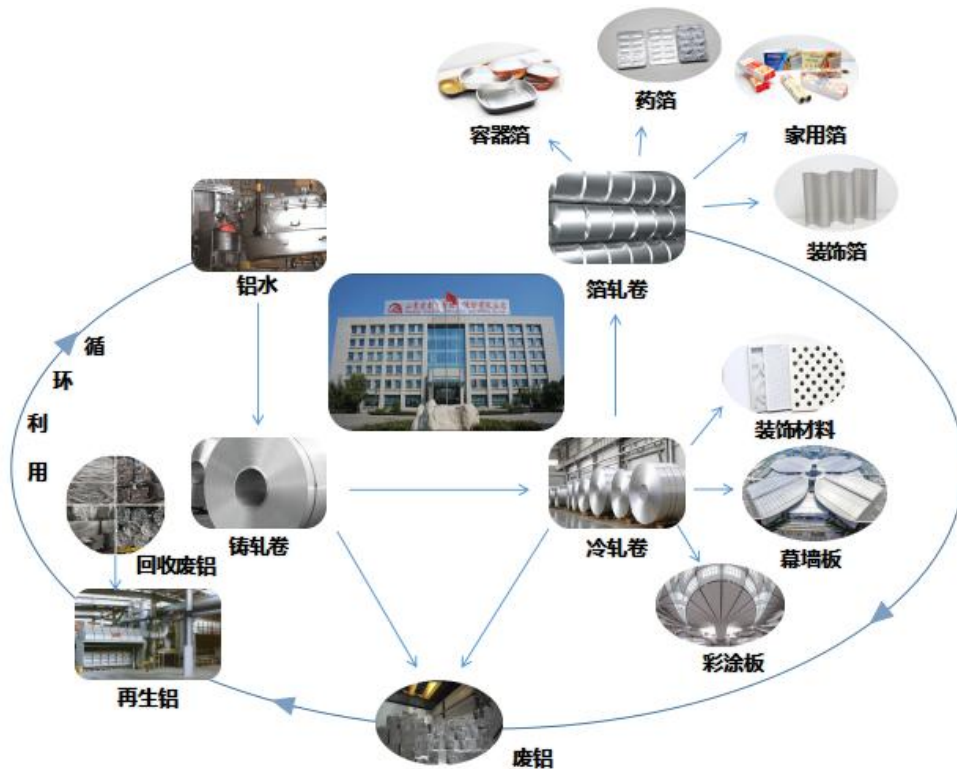 药箔
容器箔
家用箔
装饰箔
铝水
箔轧卷
循
环
利
用
装饰材料
铸轧卷
冷轧卷
幕墙板
回收废铝
彩涂板
再生铝
废铝